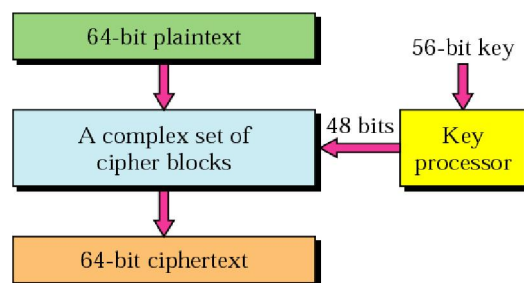 64-bit plaintext
56-bit key
A complex set of
cipher blocks
48 bits
Key
processor
64-bit ciphertext